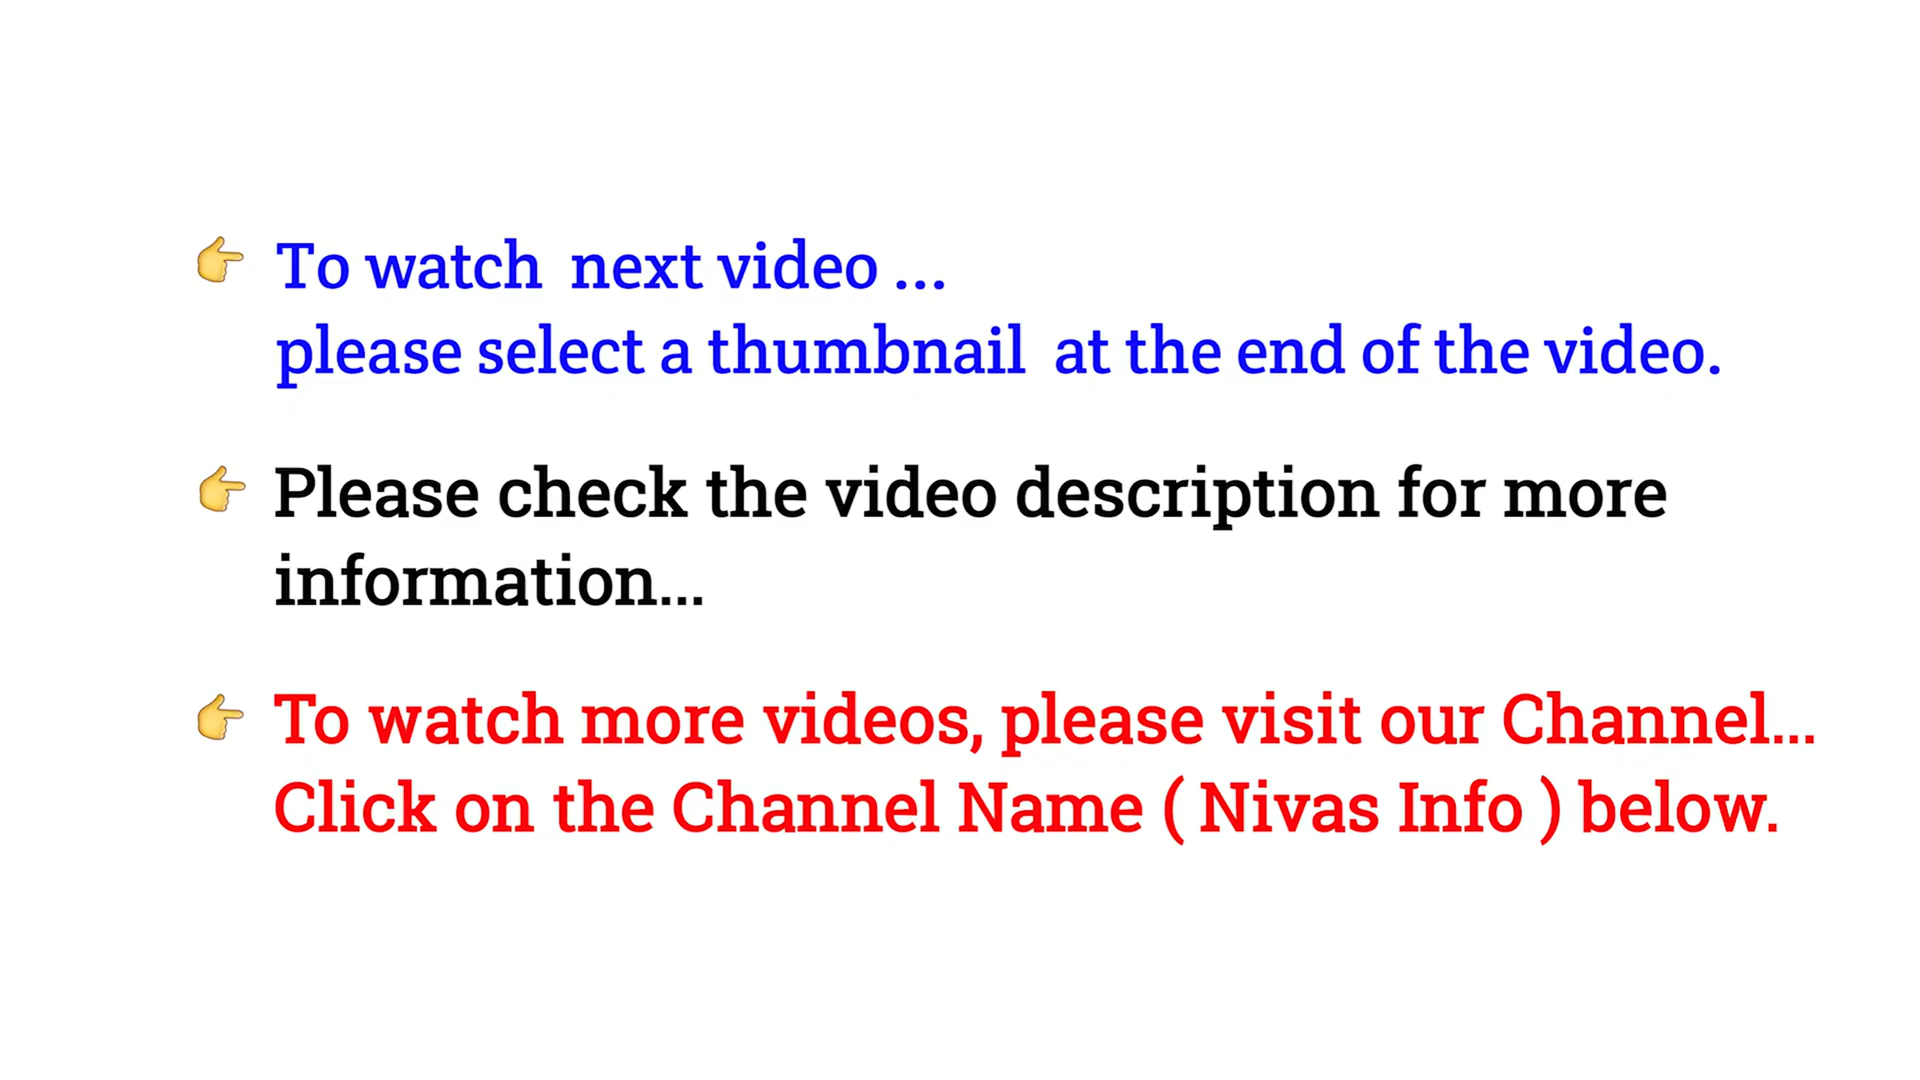 👉 To watch  next video ...
please select a thumbnail  at the end of the video.
👉 Please check the video description for more
information...
👉 To watch more videos, please visit our Channel...
Click on the Channel Name ( Nivas Info ) below.